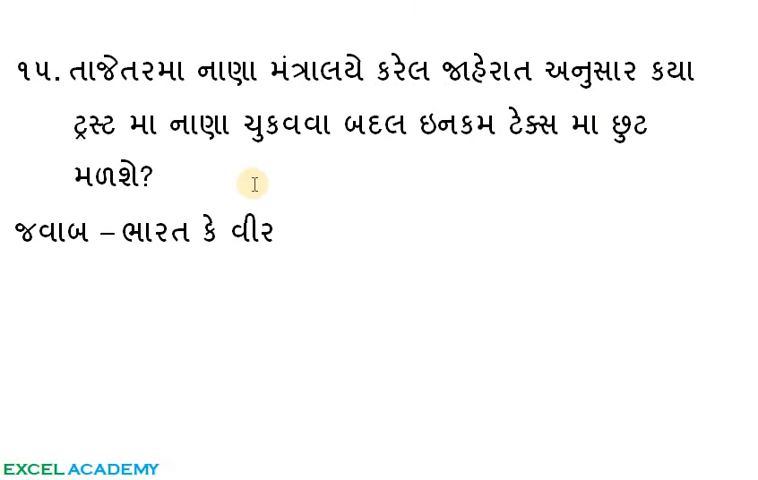 ૧૫. તાજેતરમા નાણા મંત્રાલયે કરેલ જાહેરાત અનુસાર કયા
ટ્રસ્ટ મા નાણા ચુકવવા બદલ ઇનકમ ટેક્સ મા છુટ
મળશે?
જવાબ – ભારત કે વીર
EXCEL ACADEMY